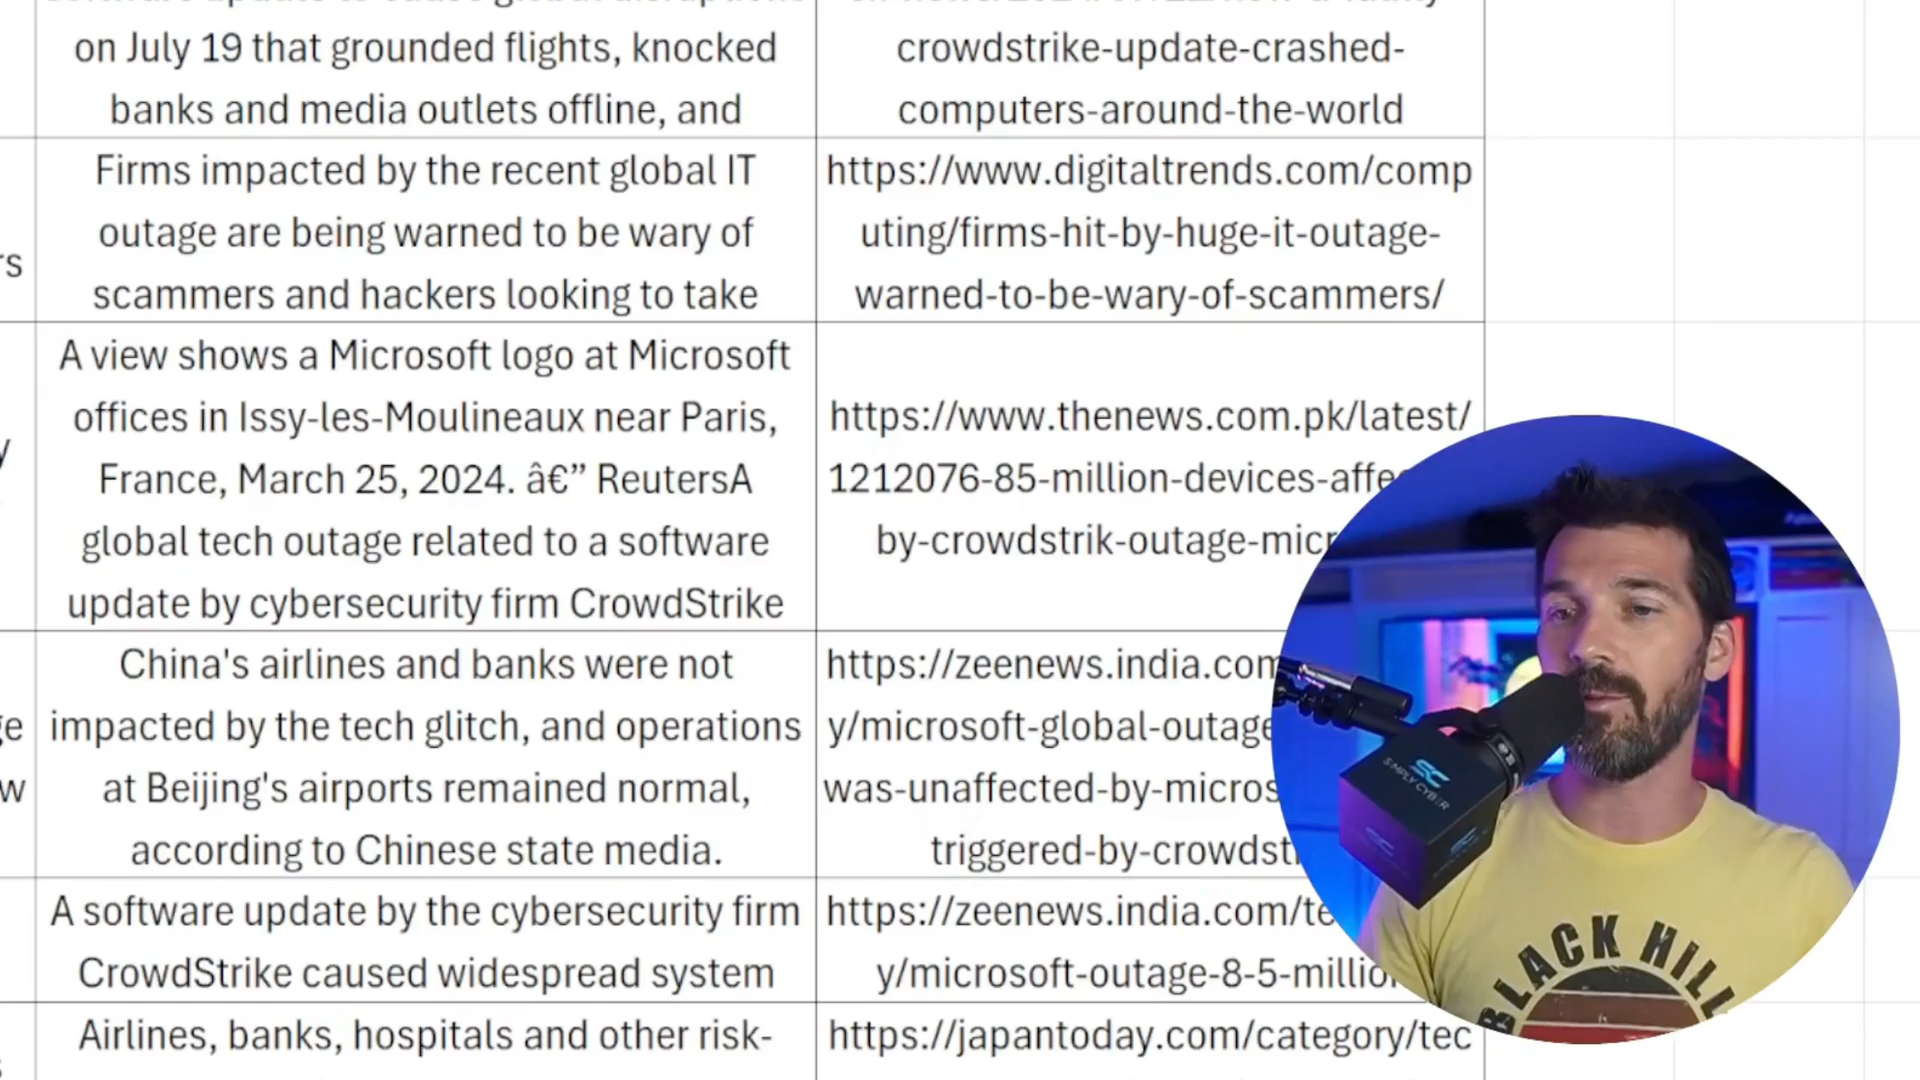 on July 19 that grounded flights, knocked
banks and media outlets offline, and
crowdstrike-update-crashed-
computers-around-the-world
rs
Firms impacted by the recent global IT
outage are being warned to be wary of
scammers and hackers looking to take
https://www.digitaltrends.com/comp
uting/firms-hit-by-huge-it-outage-
warned-to-be-wary-of-scammers/
y
A view shows a Microsoft logo at Microsoft
offices in Issy-les-Moulineaux near Paris,
France, March 25, 2024. â€” ReutersA
global tech outage related to a software
update by cybersecurity firm CrowdStrike
https://www.thenews.com.pk/latest/
1212076-85-million-devices-affe
by-crowdstrik-outage-micr
ge
w
China's airlines and banks were not
impacted by the tech glitch, and operations
at Beijing's airports remained normal,
according to Chinese state media.
https://zeenews.india.com
y/microsoft-global-outage
was-unaffected-by-micros
triggered-by-crowdst
A software update by the cybersecurity firm
CrowdStrike caused widespread system
https://zeenews.india.com/te
y/microsoft-outage-8-5-millio
Airlines, banks, hospitals and other risk-
https://japantoday.com/category/tec
SIMPLY CYBER
BLACK HILL